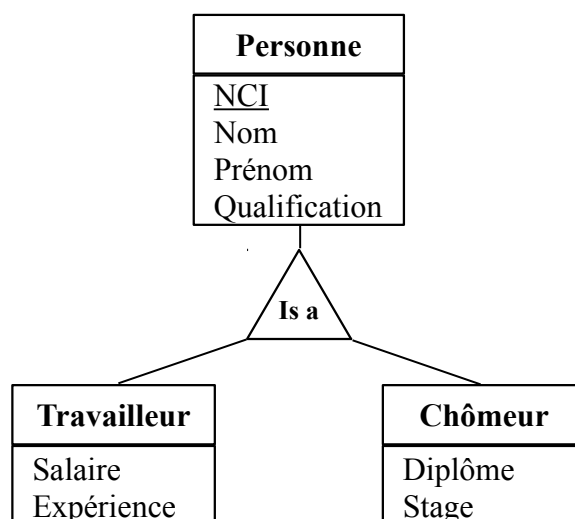 Personne
NCI
Nom
Prénom
Qualification
Is a
Travailleur
Salaire
Expérience
Chômeur
Diplôme
Stage